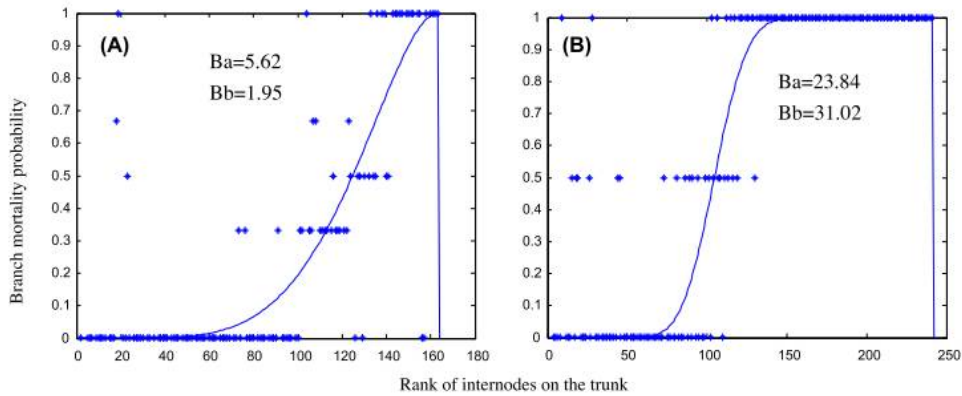 (A)
Ba=5.62
Bb=1.95
Branch mortality probability
1
0.9
0.8
0.7
0.6
0.5
0.4
0.3
0.2
0.1
0
0 20 40 60 80 100 120 140 160 180
(B)
Ba=23.84
Bb=31.02
1
0.9
0.8
0.7
0.6
0.5
0.4
0.3
0.2
0.1
0
0 50 100 150 200 250
Rank of internodes on the trunk